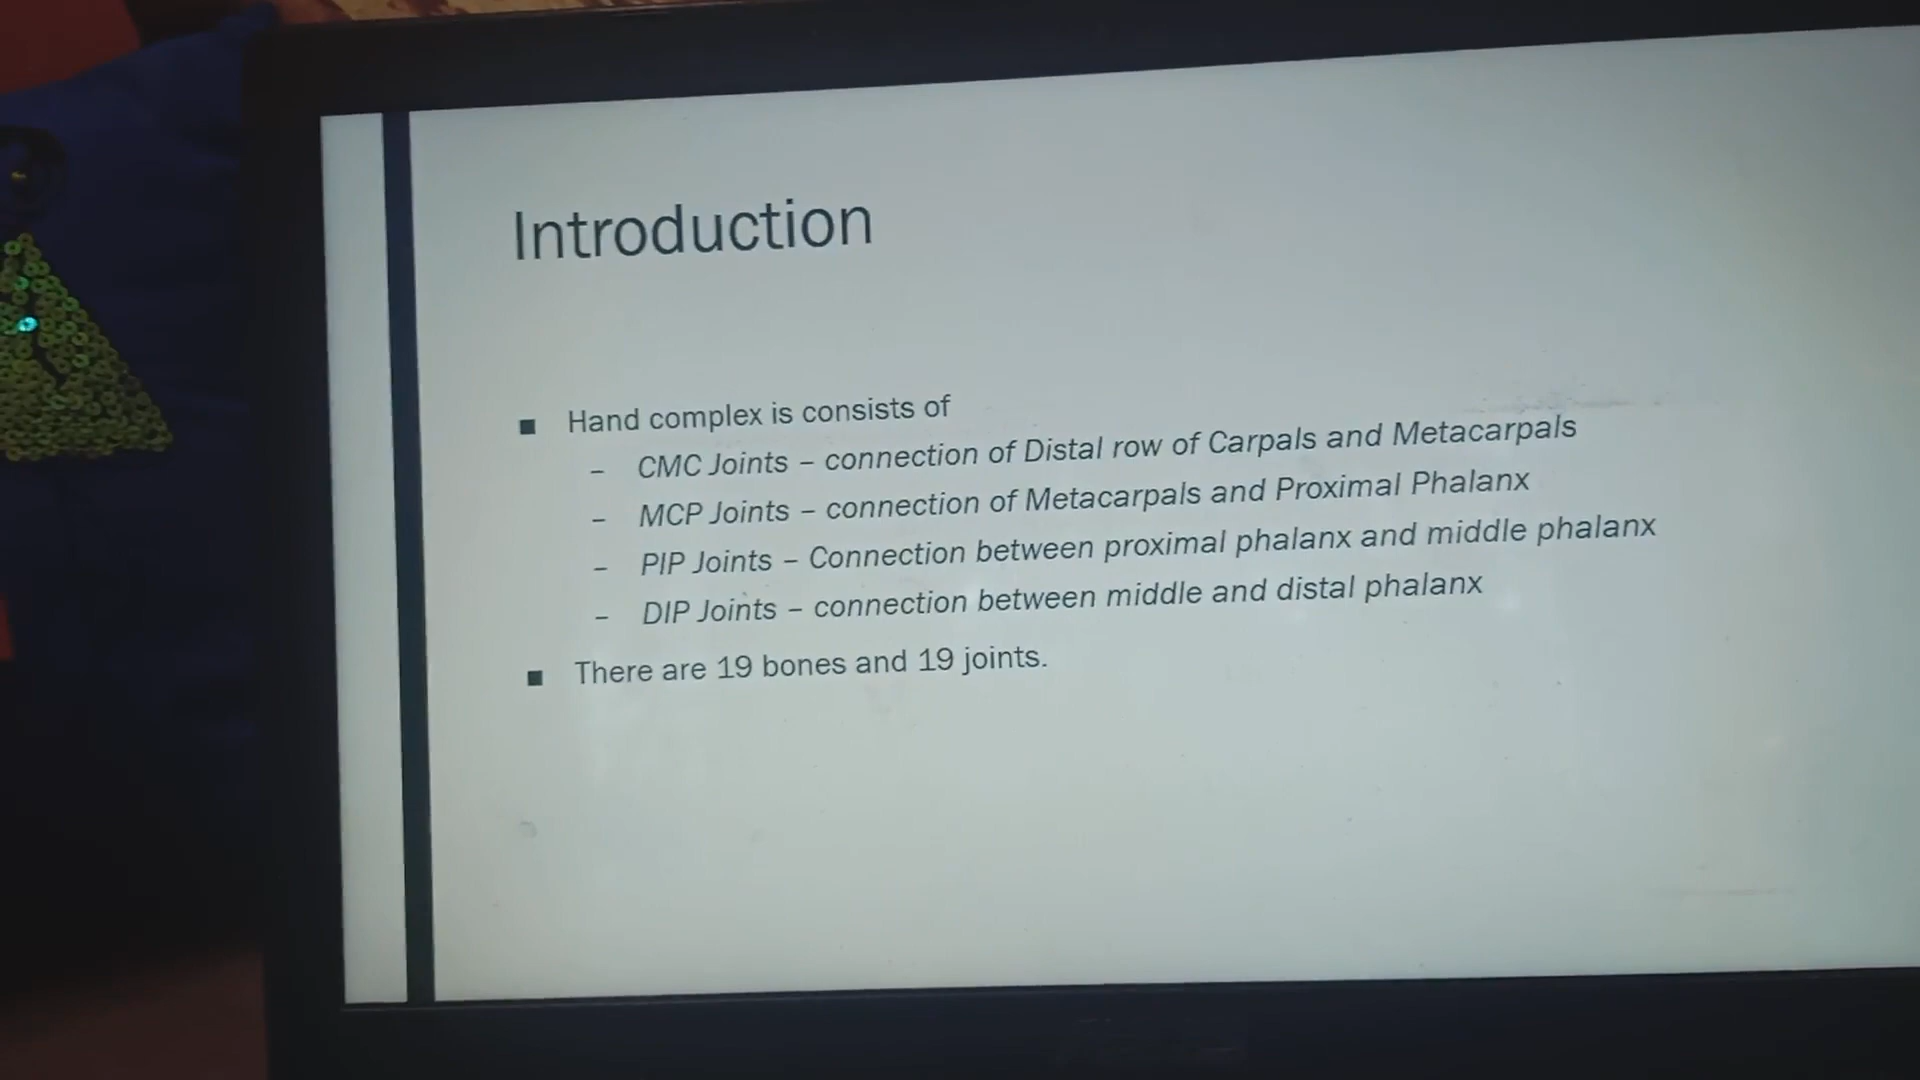 Introduction
■ Hand complex is consists of
– CMC Joints – connection of Distal row of Carpals and Metacarpals
– MCP Joints – connection of Metacarpals and Proximal Phalanx
– PIP Joints – Connection between proximal phalanx and middle phalanx
– DIP Joints – connection between middle and distal phalanx
■ There are 19 bones and 19 joints.